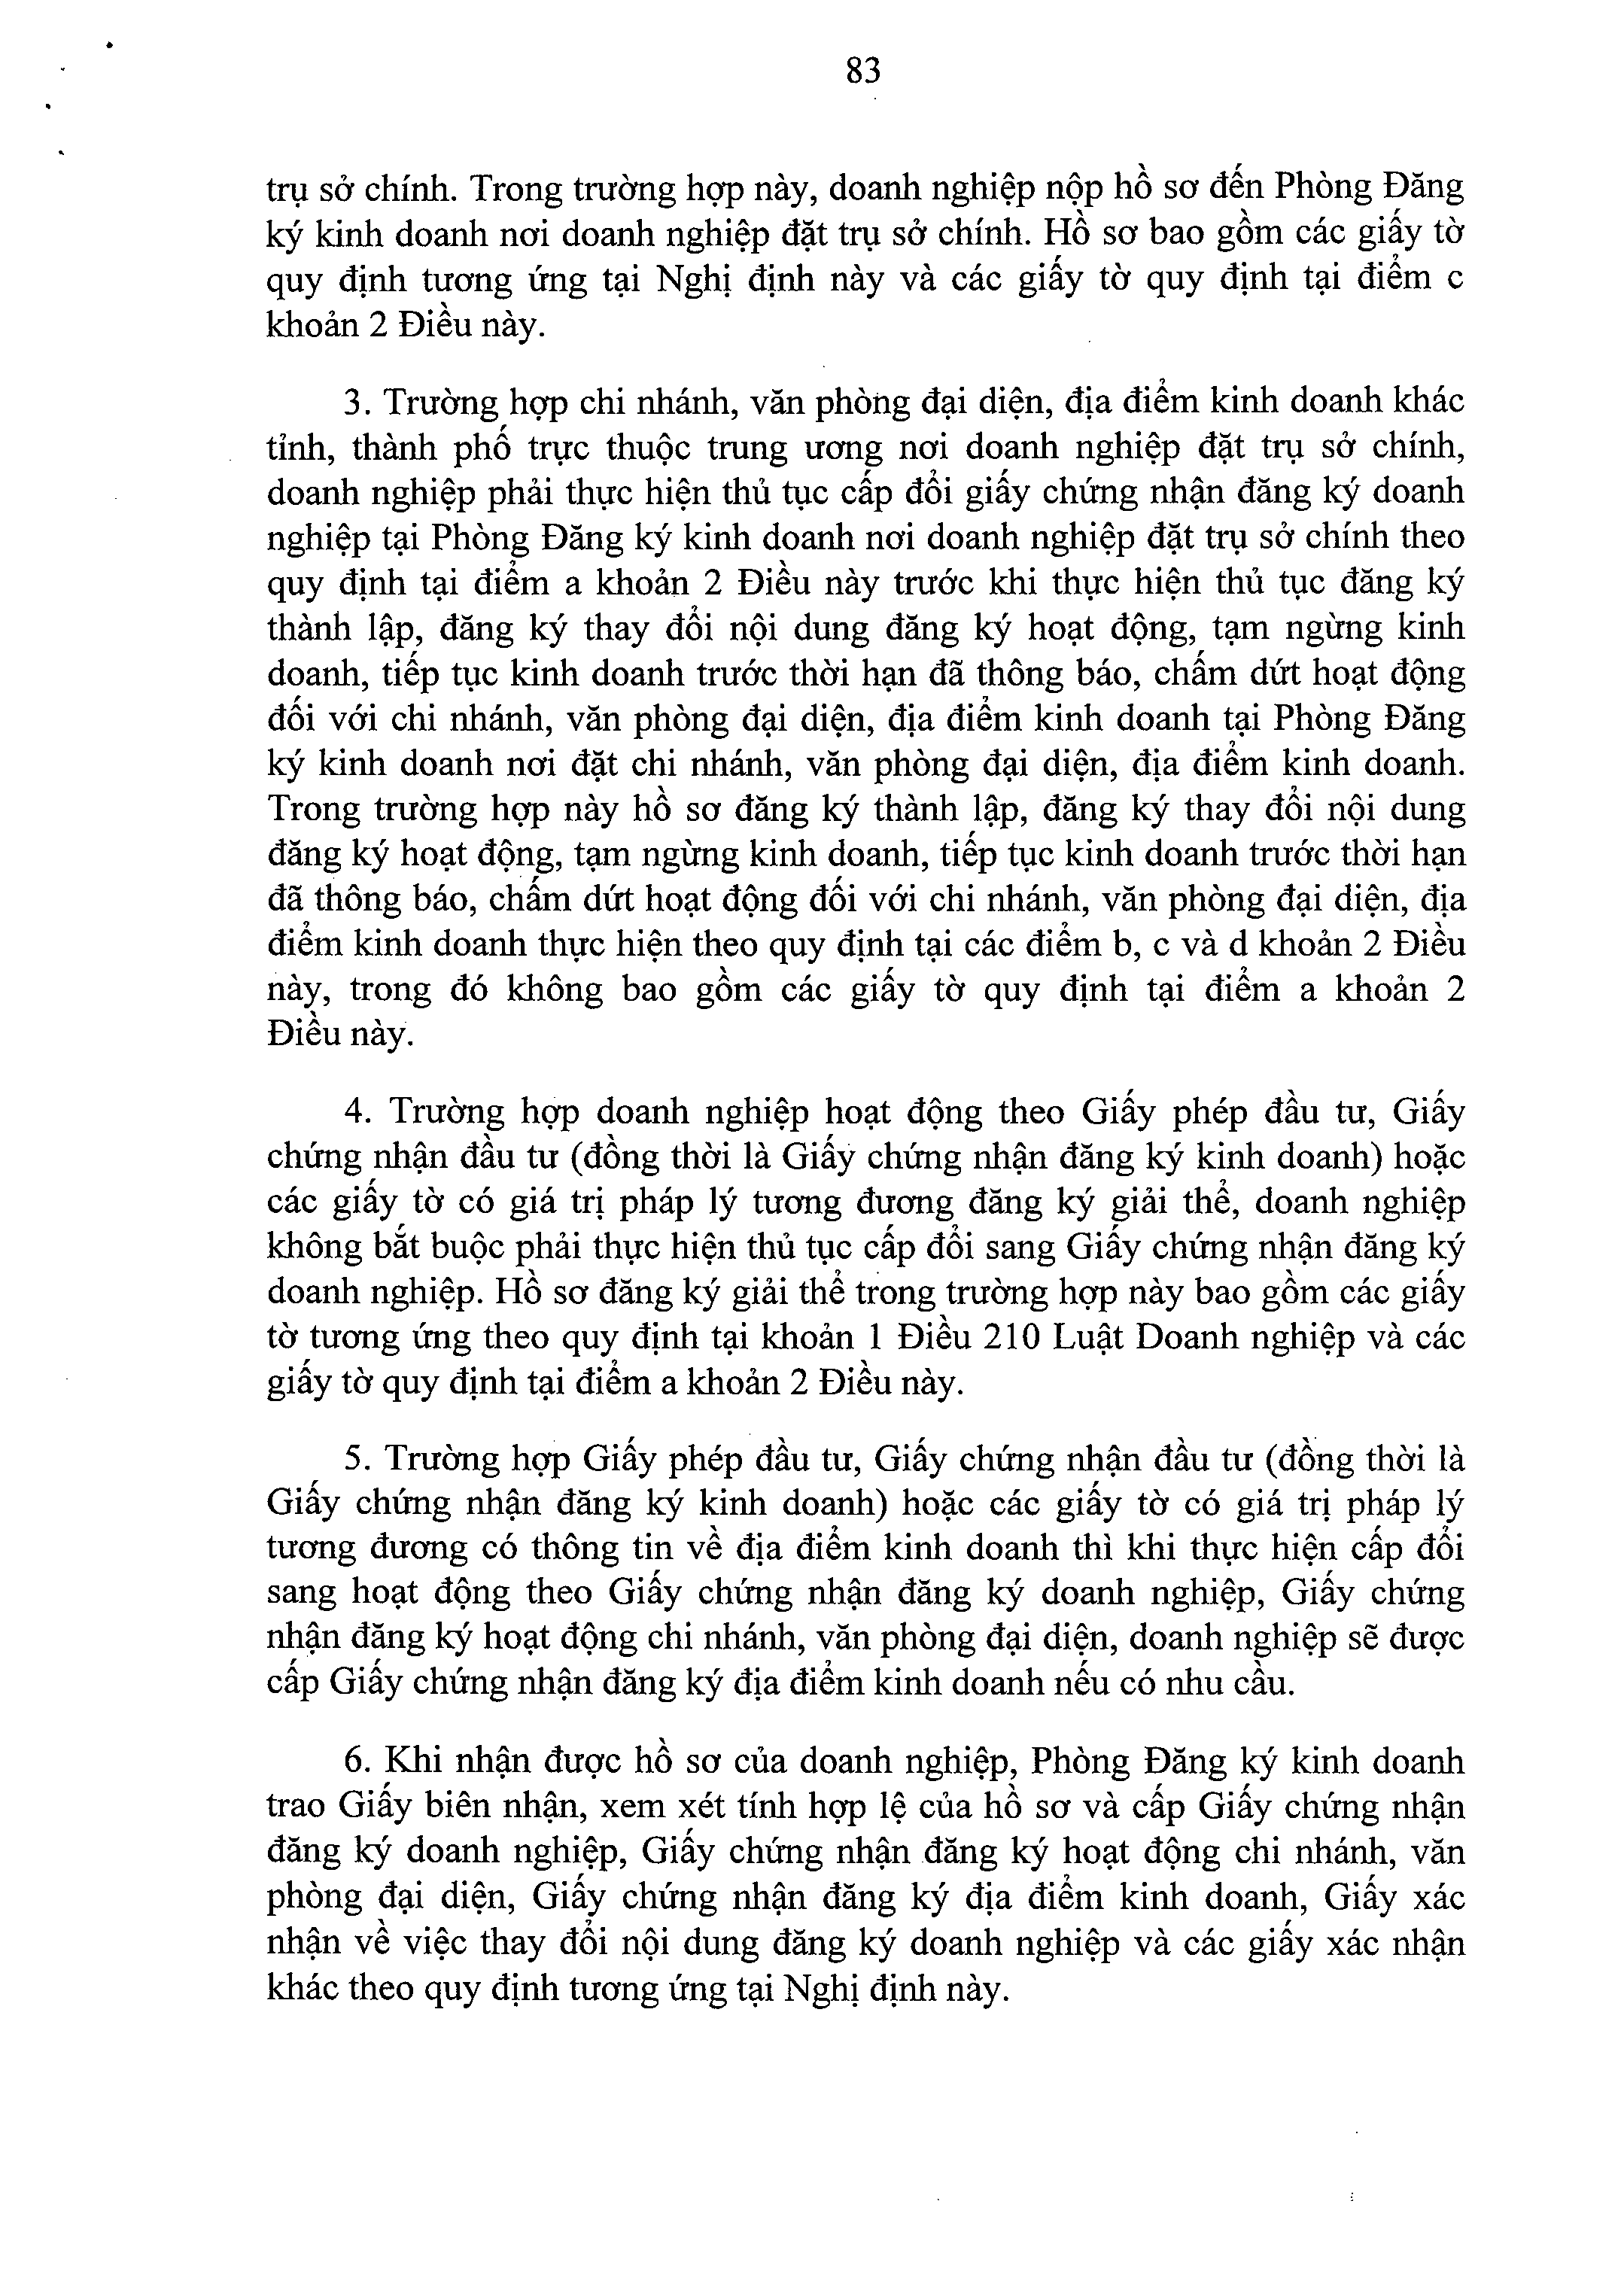 83
trụ sở chính. Trong trường hợp này, doanh nghiệp nộp hồ sơ đến Phòng Đăng
ký kinh doanh nơi doanh nghiệp đặt trụ sở chính. Hồ sơ bao gồm các giấy tờ
quy định tương ứng tại Nghị định này và các giấy tờ quy định tại điểm c
khoản 2 Điều này.
3. Trường hợp chi nhánh, văn phòng đại diện, địa điểm kinh doanh khác
tỉnh, thành phố trực thuộc trung ương nơi doanh nghiệp đặt trụ sở chính,
doanh nghiệp phải thực hiện thủ tục cấp đổi giấy chứng nhận đăng ký doanh
nghiệp tại Phòng Đăng ký kinh doanh nơi doanh nghiệp đặt trụ sở chính theo
quy định tại điểm a khoản 2 Điều này trước khi thực hiện thủ tục đăng ký
thành lập, đăng ký thay đổi nội dung đăng ký hoạt động, tạm ngừng kinh
doanh, tiếp tục kinh doanh trước thời hạn đã thông báo, chấm dứt hoạt động
đối với chi nhánh, văn phòng đại diện, địa điểm kinh doanh tại Phòng Đăng
ký kinh doanh nơi đặt chi nhánh, văn phòng đại diện, địa điểm kinh doanh.
Trong trường hợp này hồ sơ đăng ký thành lập, đăng ký thay đổi nội dung
đăng ký hoạt động, tạm ngừng kinh doanh, tiếp tục kinh doanh trước thời hạn
đã thông báo, chấm dứt hoạt động đối với chi nhánh, văn phòng đại diện, địa
điểm kinh doanh thực hiện theo quy định tại các điểm b, c và d khoản 2 Điều
này, trong đó không bao gồm các giấy tờ quy định tại điểm a khoản 2
Điều này.
4. Trường hợp doanh nghiệp hoạt động theo Giấy phép đầu tư, Giấy
chứng nhận đầu tư (đồng thời là Giấy chứng nhận đăng ký kinh doanh) hoặc
các giấy tờ có giá trị pháp lý tương đương đăng ký giải thể, doanh nghiệp
không bắt buộc phải thực hiện thủ tục cấp đổi sang Giấy chứng nhận đăng ký
doanh nghiệp. Hồ sơ đăng ký giải thể trong trường hợp này bao gồm các giấy
tờ tương ứng theo quy định tại khoản 1 Điều 210 Luật Doanh nghiệp và các
giấy tờ quy định tại điểm a khoản 2 Điều này.
5. Trường hợp Giấy phép đầu tư, Giấy chứng nhận đầu tư (đồng thời là
Giấy chứng nhận đăng ký kinh doanh) hoặc các giấy tờ có giá trị pháp lý
tương đương có thông tin về địa điểm kinh doanh thì khi thực hiện cấp đổi
sang hoạt động theo Giấy chứng nhận đăng ký doanh nghiệp, Giấy chứng
nhận đăng ký hoạt động chi nhánh, văn phòng đại diện, doanh nghiệp sẽ được
cấp Giấy chứng nhận đăng ký địa điểm kinh doanh nếu có nhu cầu.
6. Khi nhận được hồ sơ của doanh nghiệp, Phòng Đăng ký kinh doanh
trao Giấy biên nhận, xem xét tính hợp lệ của hồ sơ và cấp Giấy chứng nhận
đăng ký doanh nghiệp, Giấy chứng nhận đăng ký hoạt động chi nhánh, văn
phòng đại diện, Giấy chứng nhận đăng ký địa điểm kinh doanh, Giấy xác
nhận về việc thay đổi nội dung đăng ký doanh nghiệp và các giấy xác nhận
khác theo quy định tương ứng tại Nghị định này.